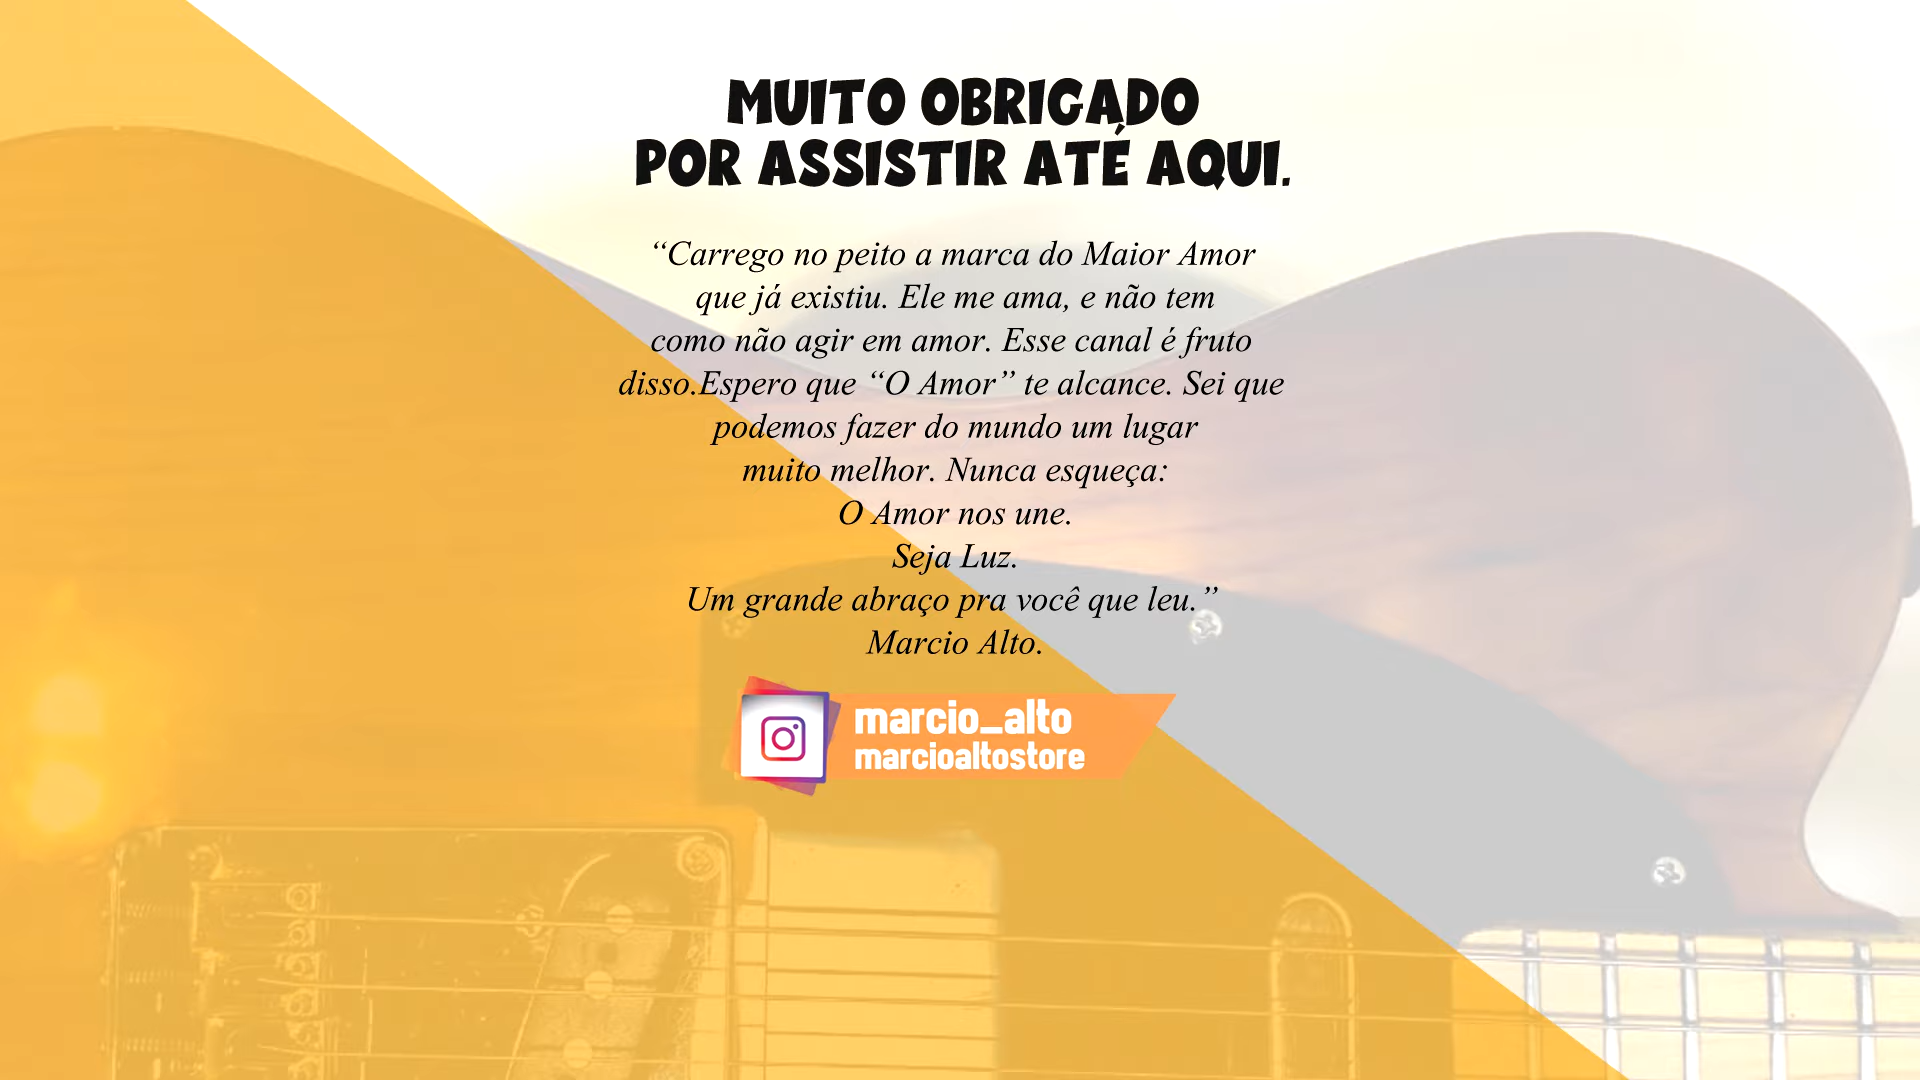 MUITO OBRIGADO
POR ASSISTIR ATÉ AQUI.
“Carrego no peito a marca do Maior Amor
que já existiu. Ele me ama, e não tem
como não agir em amor. Esse canal é fruto
disso.Espero que “O Amor” te alcance. Sei que
podemos fazer do mundo um lugar
muito melhor. Nunca esqueça:
O Amor nos une.
Seja Luz.
Um grande abraço pra você que leu.”
Marcio Alto.
marcio_alto
marcioaltostore